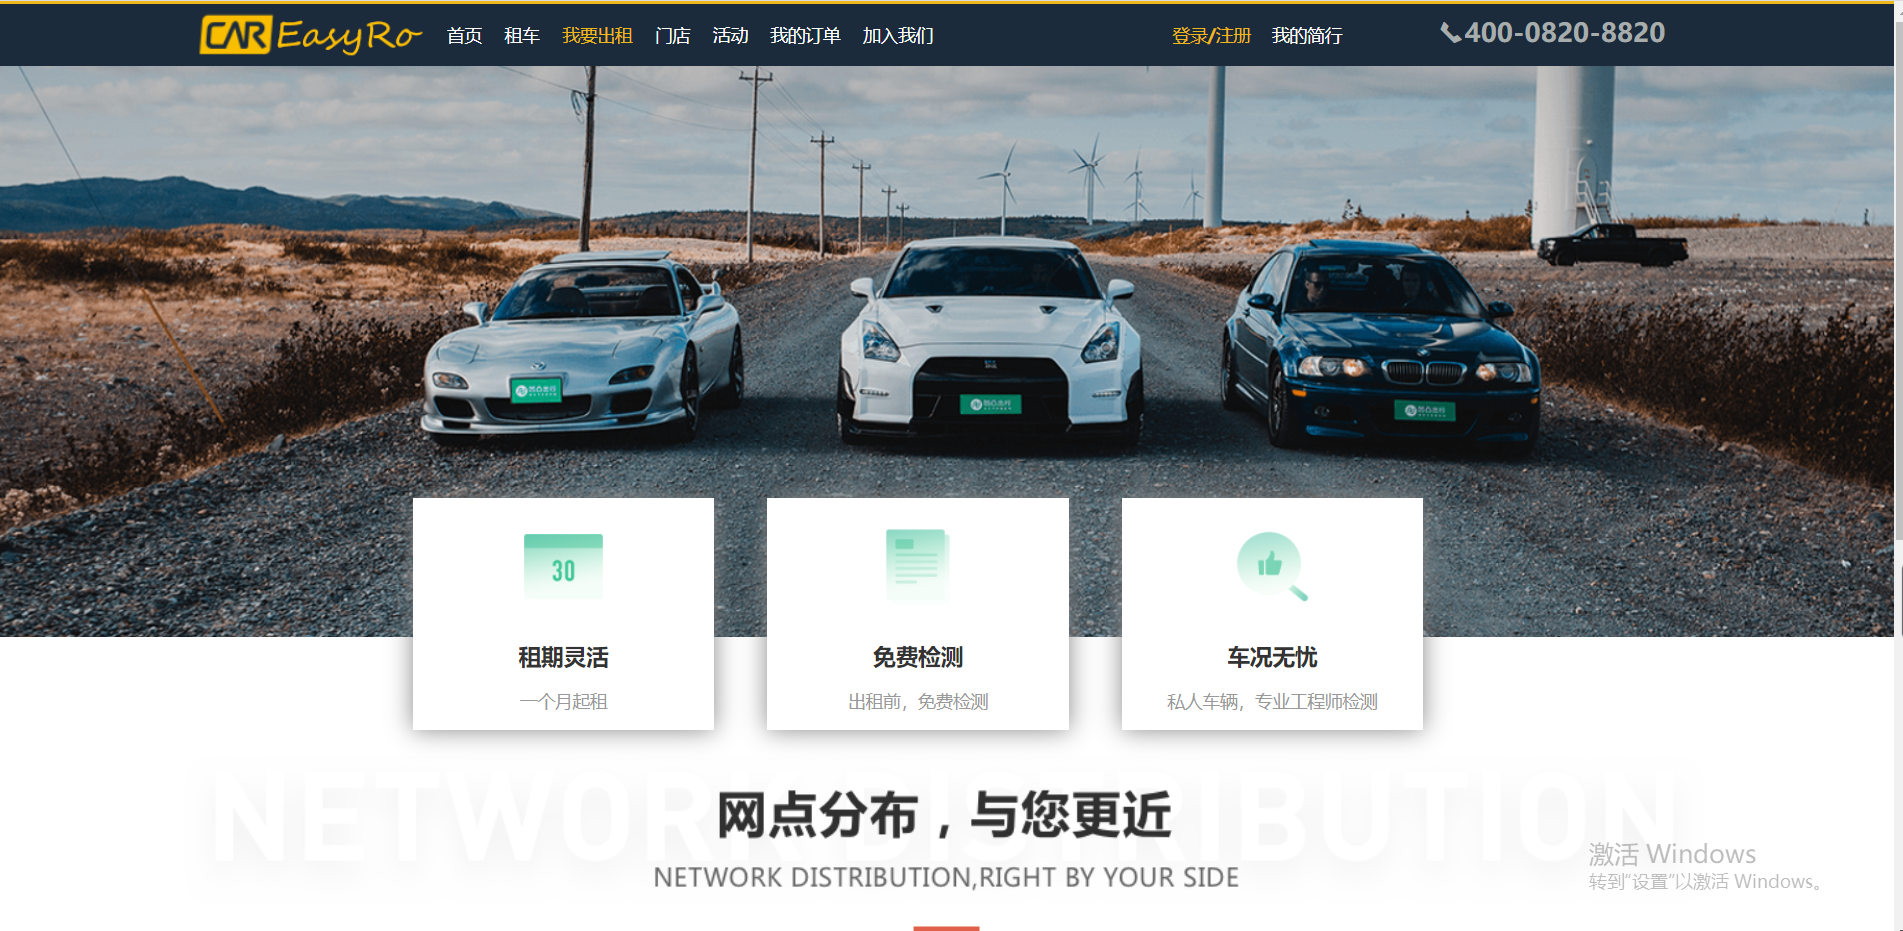 CAR EasyRo
首页 租车 我要出租 门店 活动 我的订单 加入我们 登录/注册 我的简行 400-0820-8820
30
租期灵活 免费检测 车况无忧
一个月起租 出租前，免费检测 私人车辆，专业工程师检测
NETWORK DISTRIBUTION
网点分布，与您更近
NETWORK DISTRIBUTION,RIGHT BY YOUR SIDE
激活 Windows
转到“设置”以激活 Windows。